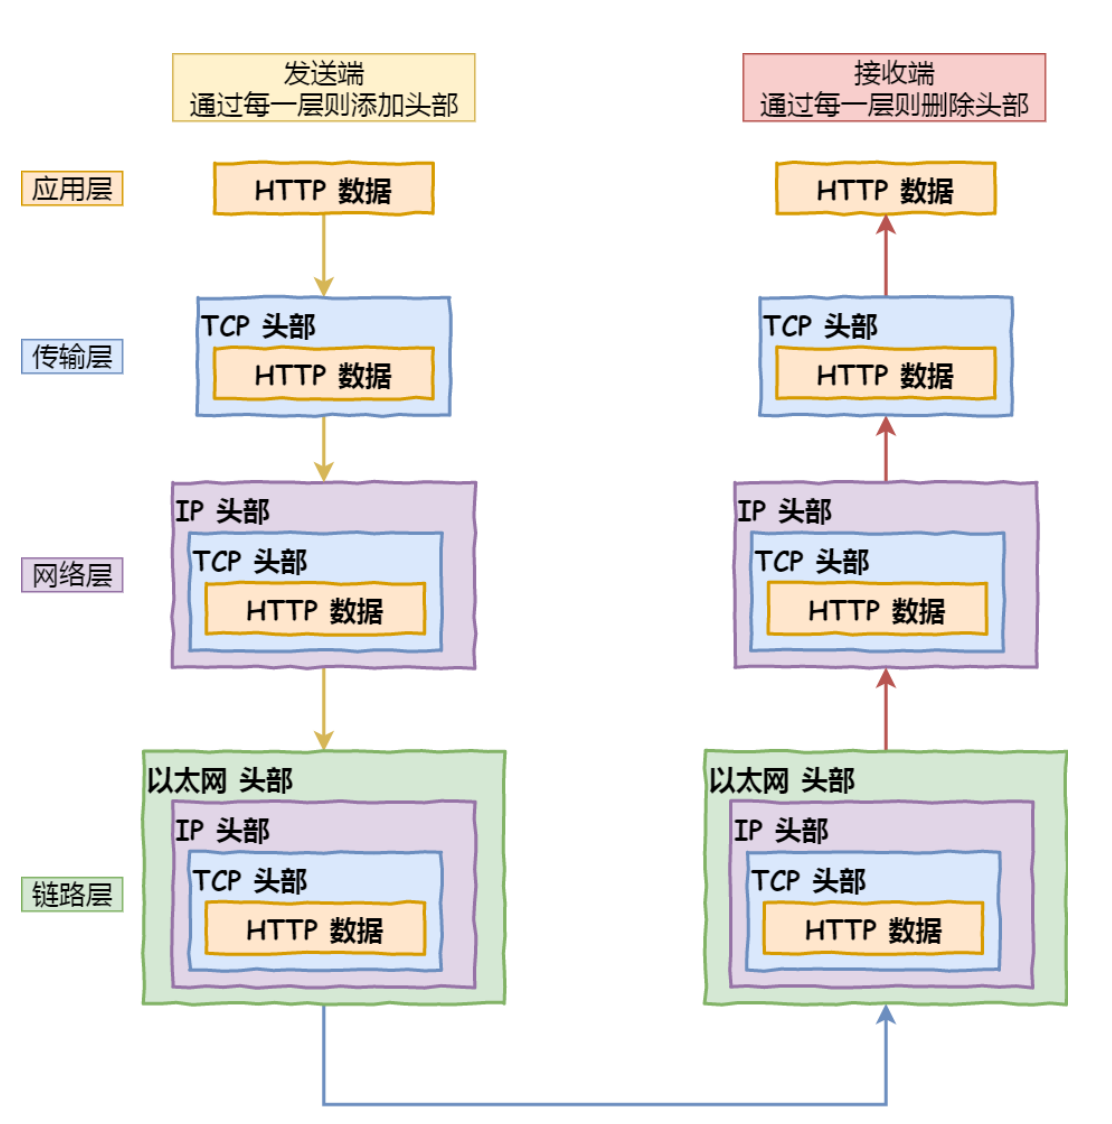 发送端
通过每一层则添加头部
接收端
通过每一层则删除头部
应用层
HTTP 数据
HTTP 数据
传输层
TCP 头部
HTTP 数据
TCP 头部
HTTP 数据
网络层
IP 头部
TCP 头部
HTTP 数据
IP 头部
TCP 头部
HTTP 数据
链路层
以太网 头部
IP 头部
TCP 头部
HTTP 数据
以太网 头部
IP 头部
TCP 头部
HTTP 数据